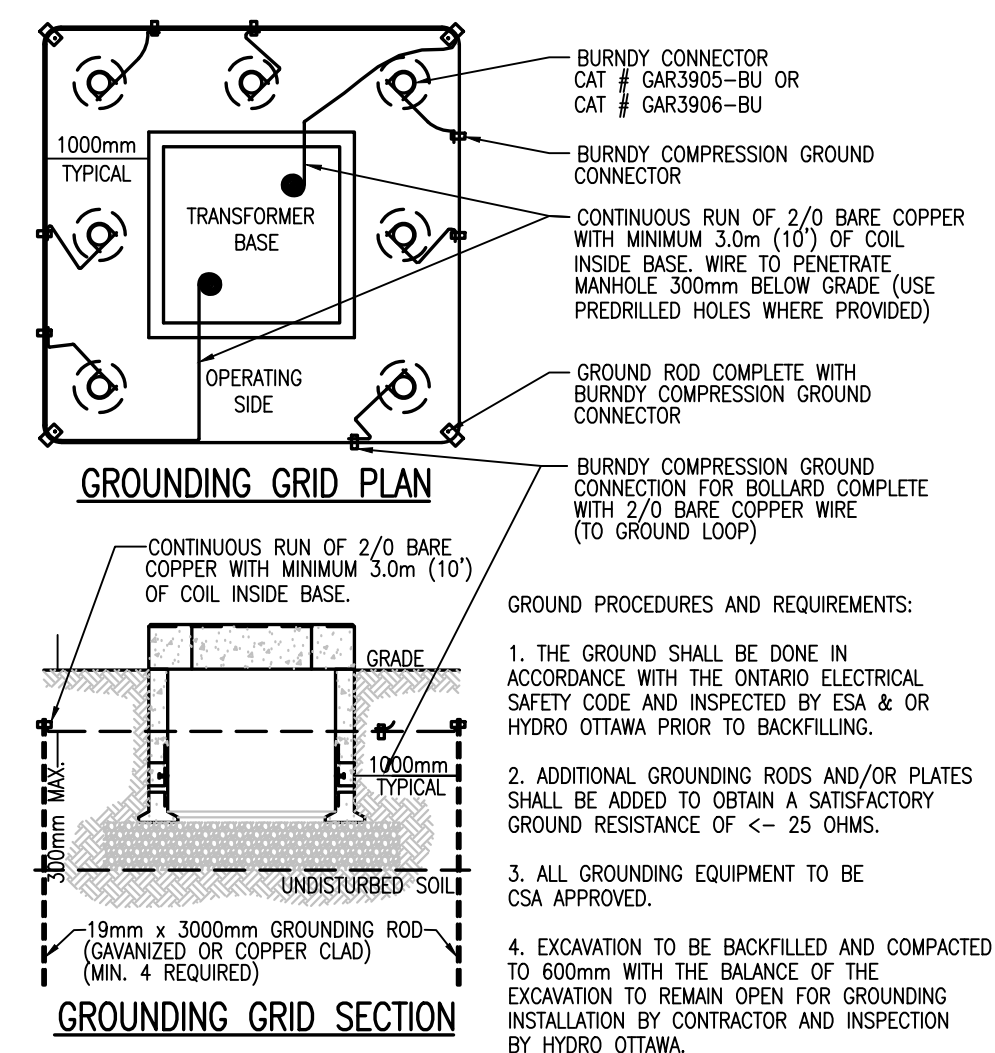 BURNDY CONNECTOR
CAT # GAR3905-BU OR
CAT # GAR3906-BU
BURNDY COMPRESSION GROUND
CONNECTOR
CONTINUOUS RUN OF 2/0 BARE COPPER
WITH MINIMUM 3.0m (10') OF COIL
INSIDE BASE. WIRE TO PENETRATE
MANHOLE 300mm BELOW GRADE (USE
PREDRILLED HOLES WHERE PROVIDED)
GROUND ROD COMPLETE WITH
BURNDY COMPRESSION GROUND
CONNECTOR
BURNDY COMPRESSION GROUND
CONNECTION FOR BOLLARD COMPLETE
WITH 2/0 BARE COPPER WIRE
(TO GROUND LOOP)
1000mm
TYPICAL
TRANSFORMER
BASE
OPERATING
SIDE
GROUNDING GRID PLAN
CONTINUOUS RUN OF 2/0 BARE
COPPER WITH MINIMUM 3.0m (10')
OF COIL INSIDE BASE.
GRADE
300mm MAX.
1000mm
TYPICAL
UNDISTURBED SOIL
19mm x 3000mm GROUNDING ROD
(GAVANIZED OR COPPER CLAD)
(MIN. 4 REQUIRED)
GROUNDING GRID SECTION
GROUND PROCEDURES AND REQUIREMENTS:
1. THE GROUND SHALL BE DONE IN
ACCORDANCE WITH THE ONTARIO ELECTRICAL
SAFETY CODE AND INSPECTED BY ESA & OR
HYDRO OTTAWA PRIOR TO BACKFILLING.
2. ADDITIONAL GROUNDING RODS AND/OR PLATES
SHALL BE ADDED TO OBTAIN A SATISFACTORY
GROUND RESISTANCE OF <- 25 OHMS.
3. ALL GROUNDING EQUIPMENT TO BE
CSA APPROVED.
4. EXCAVATION TO BE BACKFILLED AND COMPACTED
TO 600mm WITH THE BALANCE OF THE
EXCAVATION TO REMAIN OPEN FOR GROUNDING
INSTALLATION BY CONTRACTOR AND INSPECTION
BY HYDRO OTTAWA.